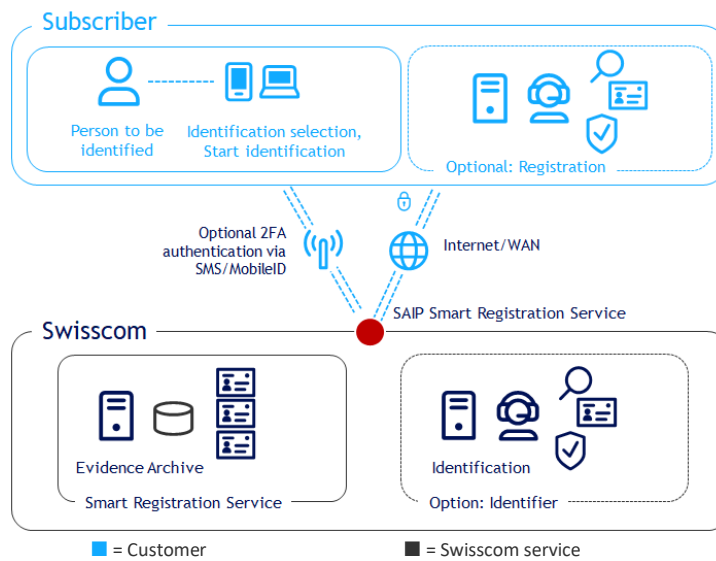 Subscriber
Person to be
identified
Identification selection,
Start identification
Optional: Registration
Optional 2FA
authentication via
SMS/MobileID
Internet/WAN
SAIP Smart Registration Service
Swisscom
Evidence Archive
Smart Registration Service
Identification
Option: Identifier
= Customer
= Swisscom service